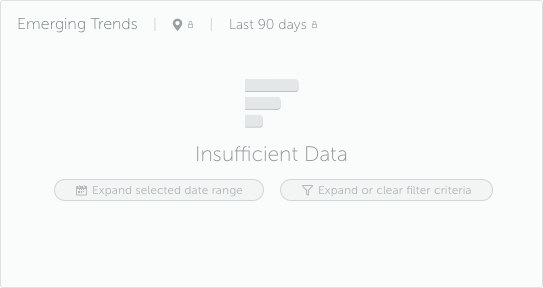 Emerging Trends | | Last 90 days
Insufficient Data
Expand selected date range Expand or clear filter criteria